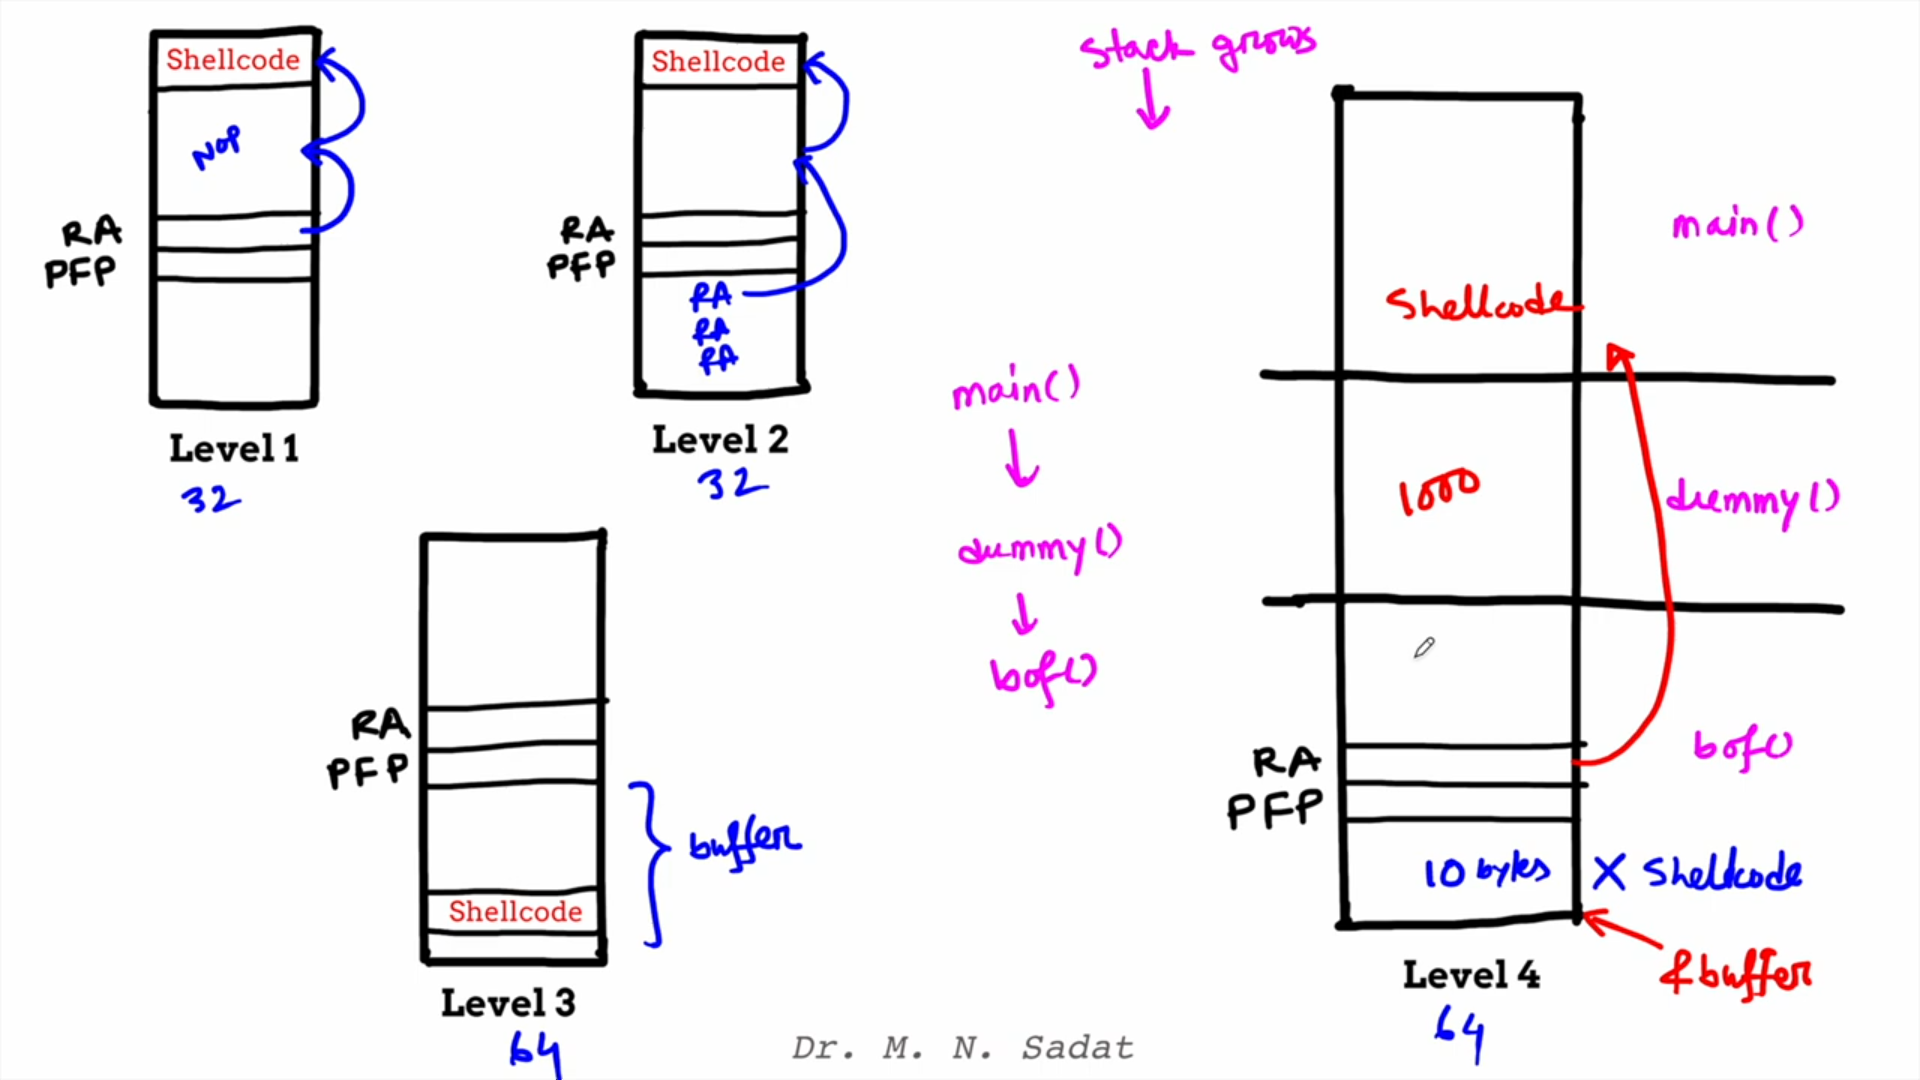 Shellcode
NOP
RA
PFP
Level 1
32
Shellcode
RA
PFP
RA
RA
RA
Level 2
32
RA
PFP
buffer
Shellcode
Level 3
64
Stack grows
main()
dummy()
bof()
main()
Shellcode
1000
dummy()
RA
bof()
PFP
10 bytes X Shellcode
Level 4
&buffer
64
Dr. M. N. Sadat